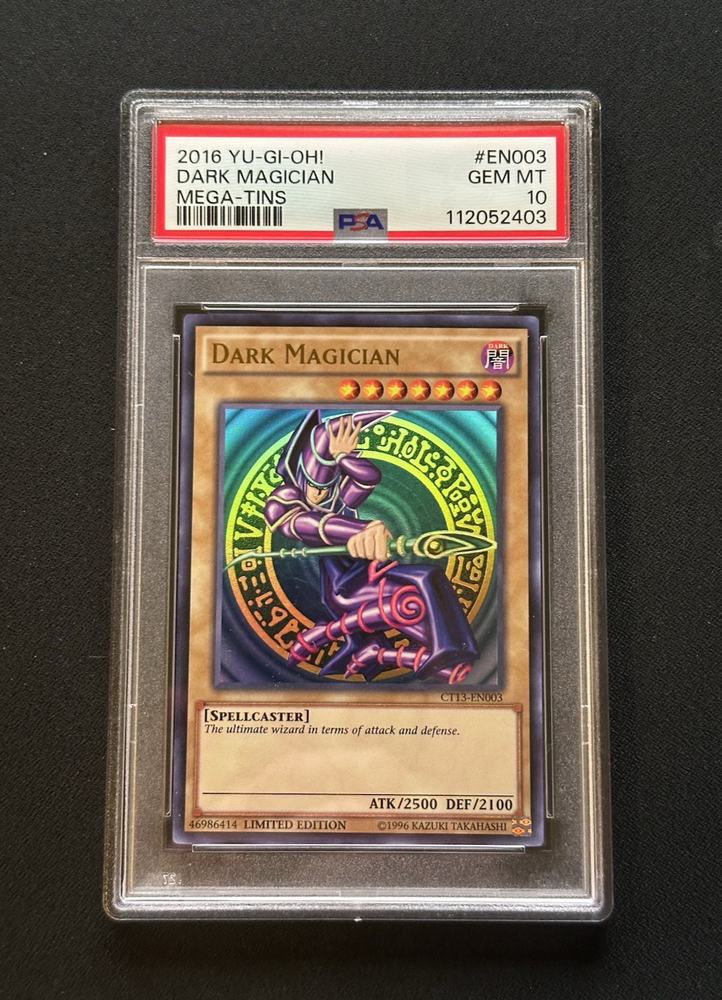 2016 YU-GI-OH! #EN003
DARK MAGICIAN GEM MT
MEGA-TINS 10
PSA 112052403
DARK MAGICIAN
DARK
闇
CT13-EN003
[SPELLCASTER]
The ultimate wizard in terms of attack and defense.
ATK/2500 DEF/2100
46986414 LIMITED EDITION ©1996 KAZUKI TAKAHASHI